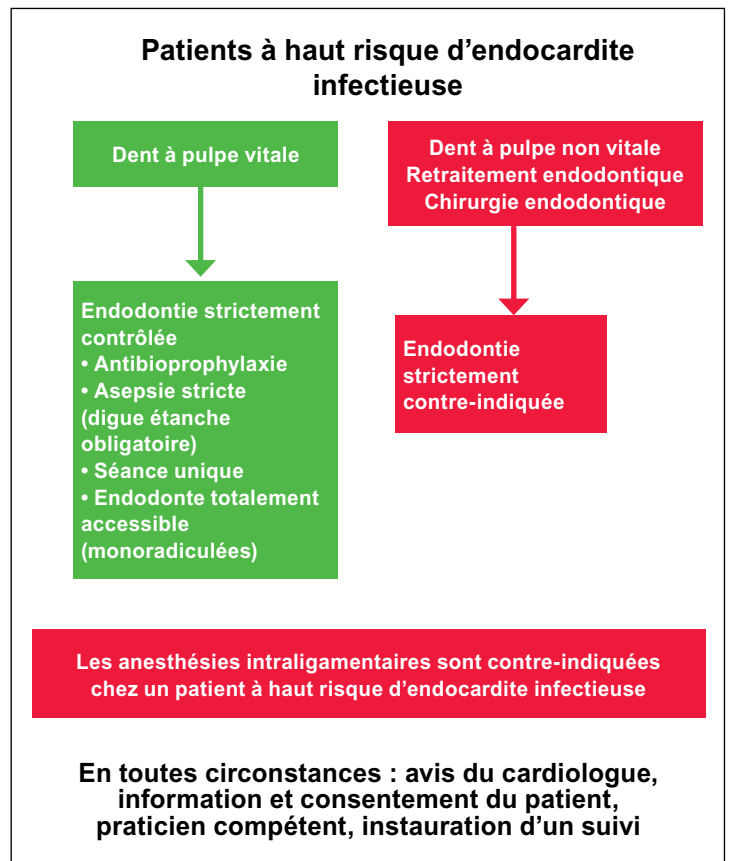 Patients à haut risque d’endocardite
infectieuse
Dent à pulpe vitale
Dent à pulpe non vitale
Retraitement endodontique
Chirurgie endodontique
Endodontie strictement
contrôlée
• Antibioprophylaxie
• Asepsie stricte
(digue étanche
obligatoire)
• Séance unique
• Endodonte totalement
accessible
(monoradiculées)
Endodontie
strictement
contre-indiquée
Les anesthésies intraligamentaires sont contre-indiquées
chez un patient à haut risque d’endocardite infectieuse
En toutes circonstances : avis du cardiologue,
information et consentement du patient,
praticien compétent, instauration d’un suivi